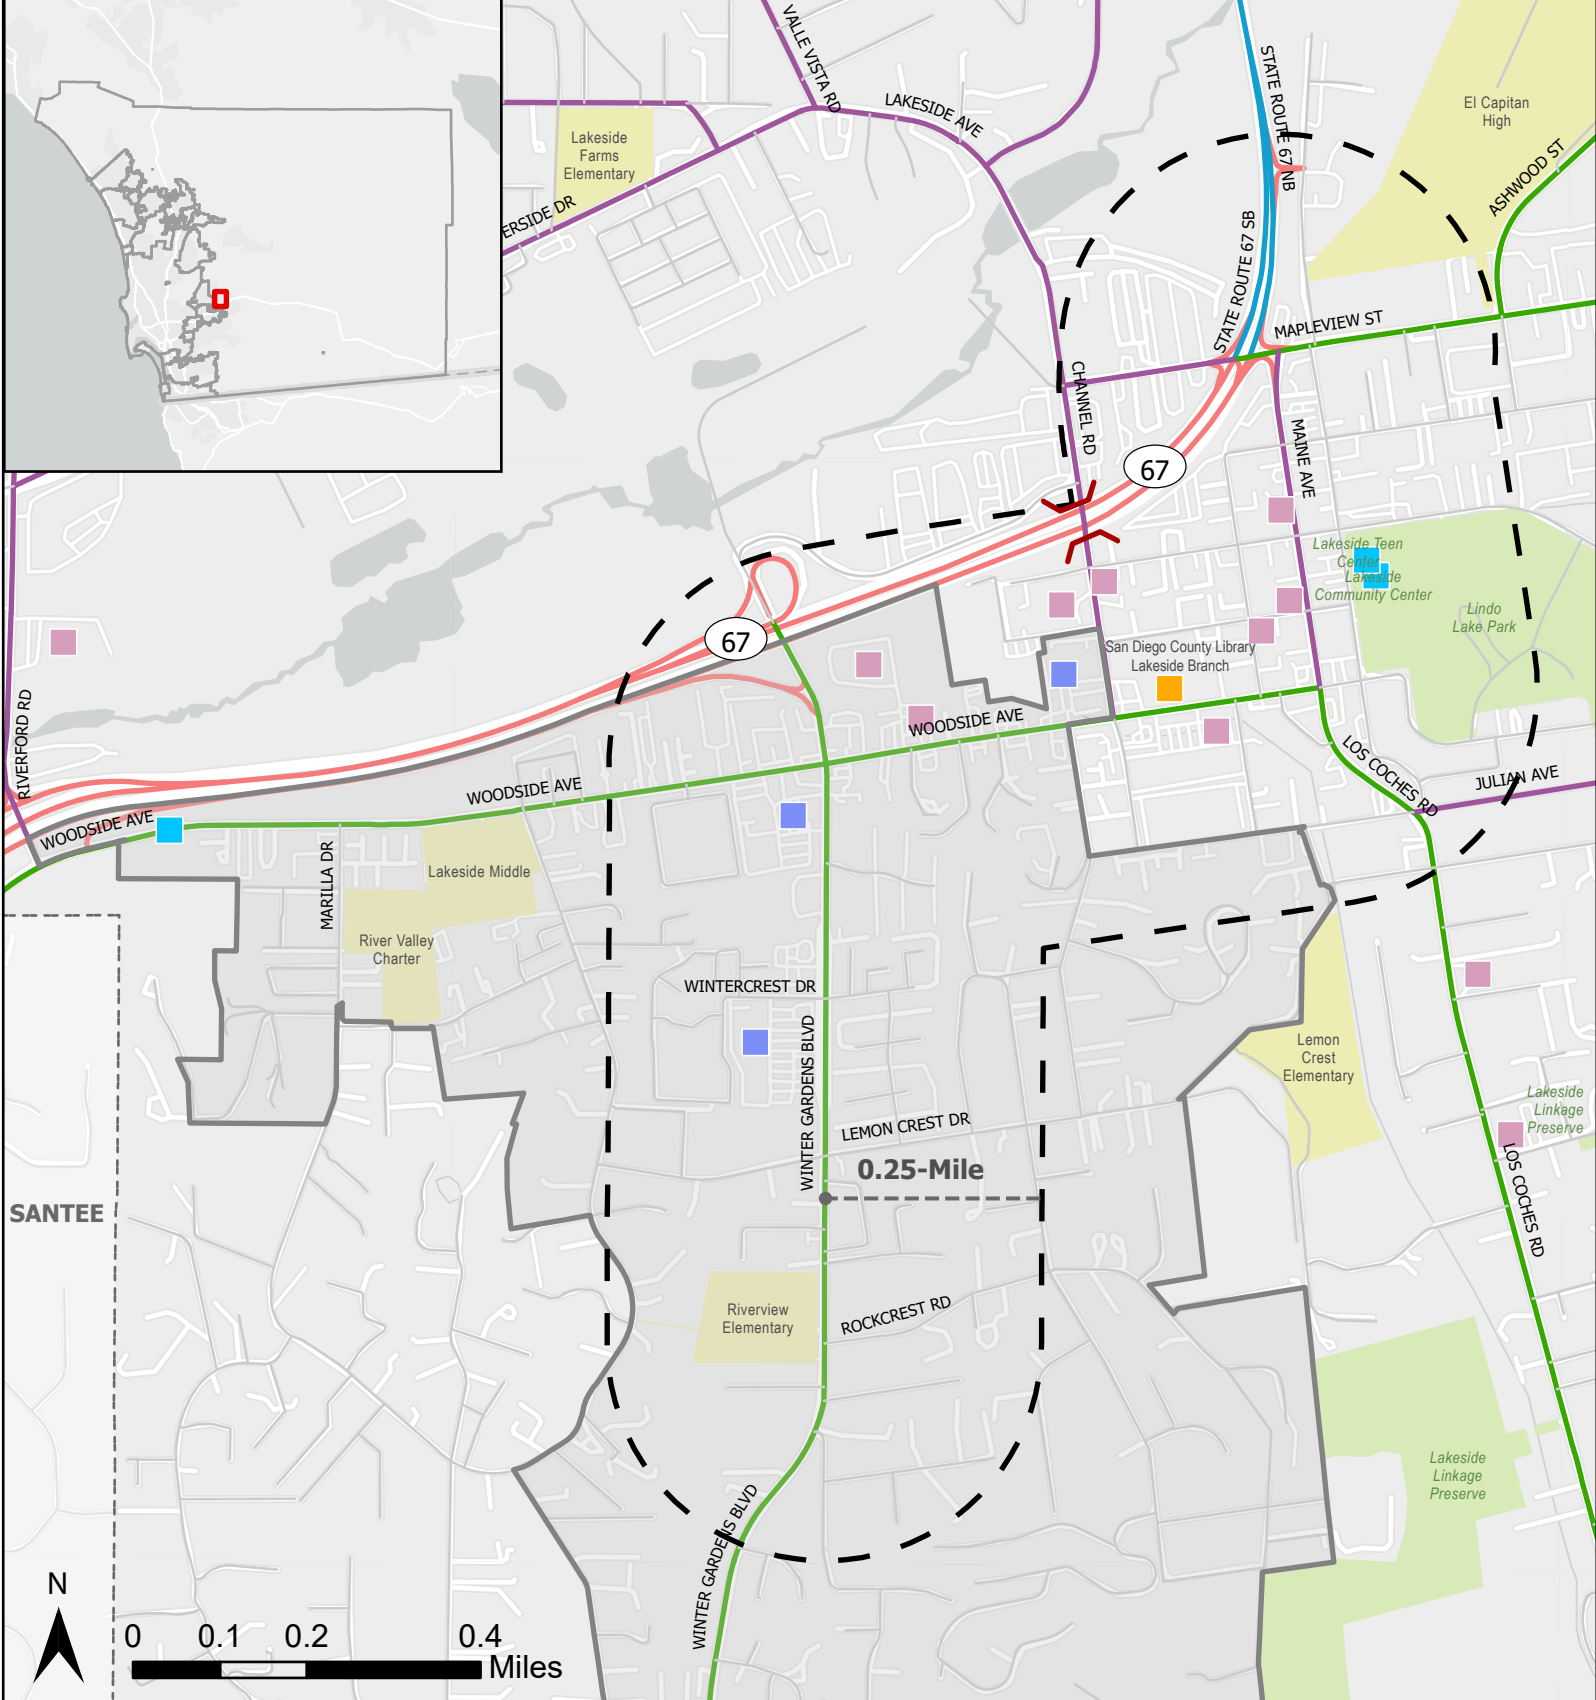 VALLE VISTA RD
LAKESIDE AVE
STATE ROUTE 67 NB
El Capitan
High
Lakeside
Farms
Elementary
ASHWOOD ST
ERSIDE DR
STATE ROUTE 67 SB
MAPLEVIEW ST
CHANNEL RD
MAINE AVE
67
Lakeside Teen
Center
Lakeside
Community Center
Lindo
Lake Park
67
San Diego County Library
Lakeside Branch
RIVERFORD RD
WOODSIDE AVE
LOS COCHES RD
JULIAN AVE
WOODSIDE AVE
WOODSIDE AVE
MARILLA DR
Lakeside Middle
River Valley
Charter
WINTERCREST DR
WINTER GARDENS BLVD
Lemon
Crest
Elementary
Lakeside
Linkage
Preserve
LEMON CREST DR
0.25-Mile
SANTEE
LOS COCHES RD
Riverview
Elementary
ROCKCREST RD
Lakeside
Linkage
Preserve
WINTER GARDENS BLVD
N
0 0.1 0.2 0.4
Miles